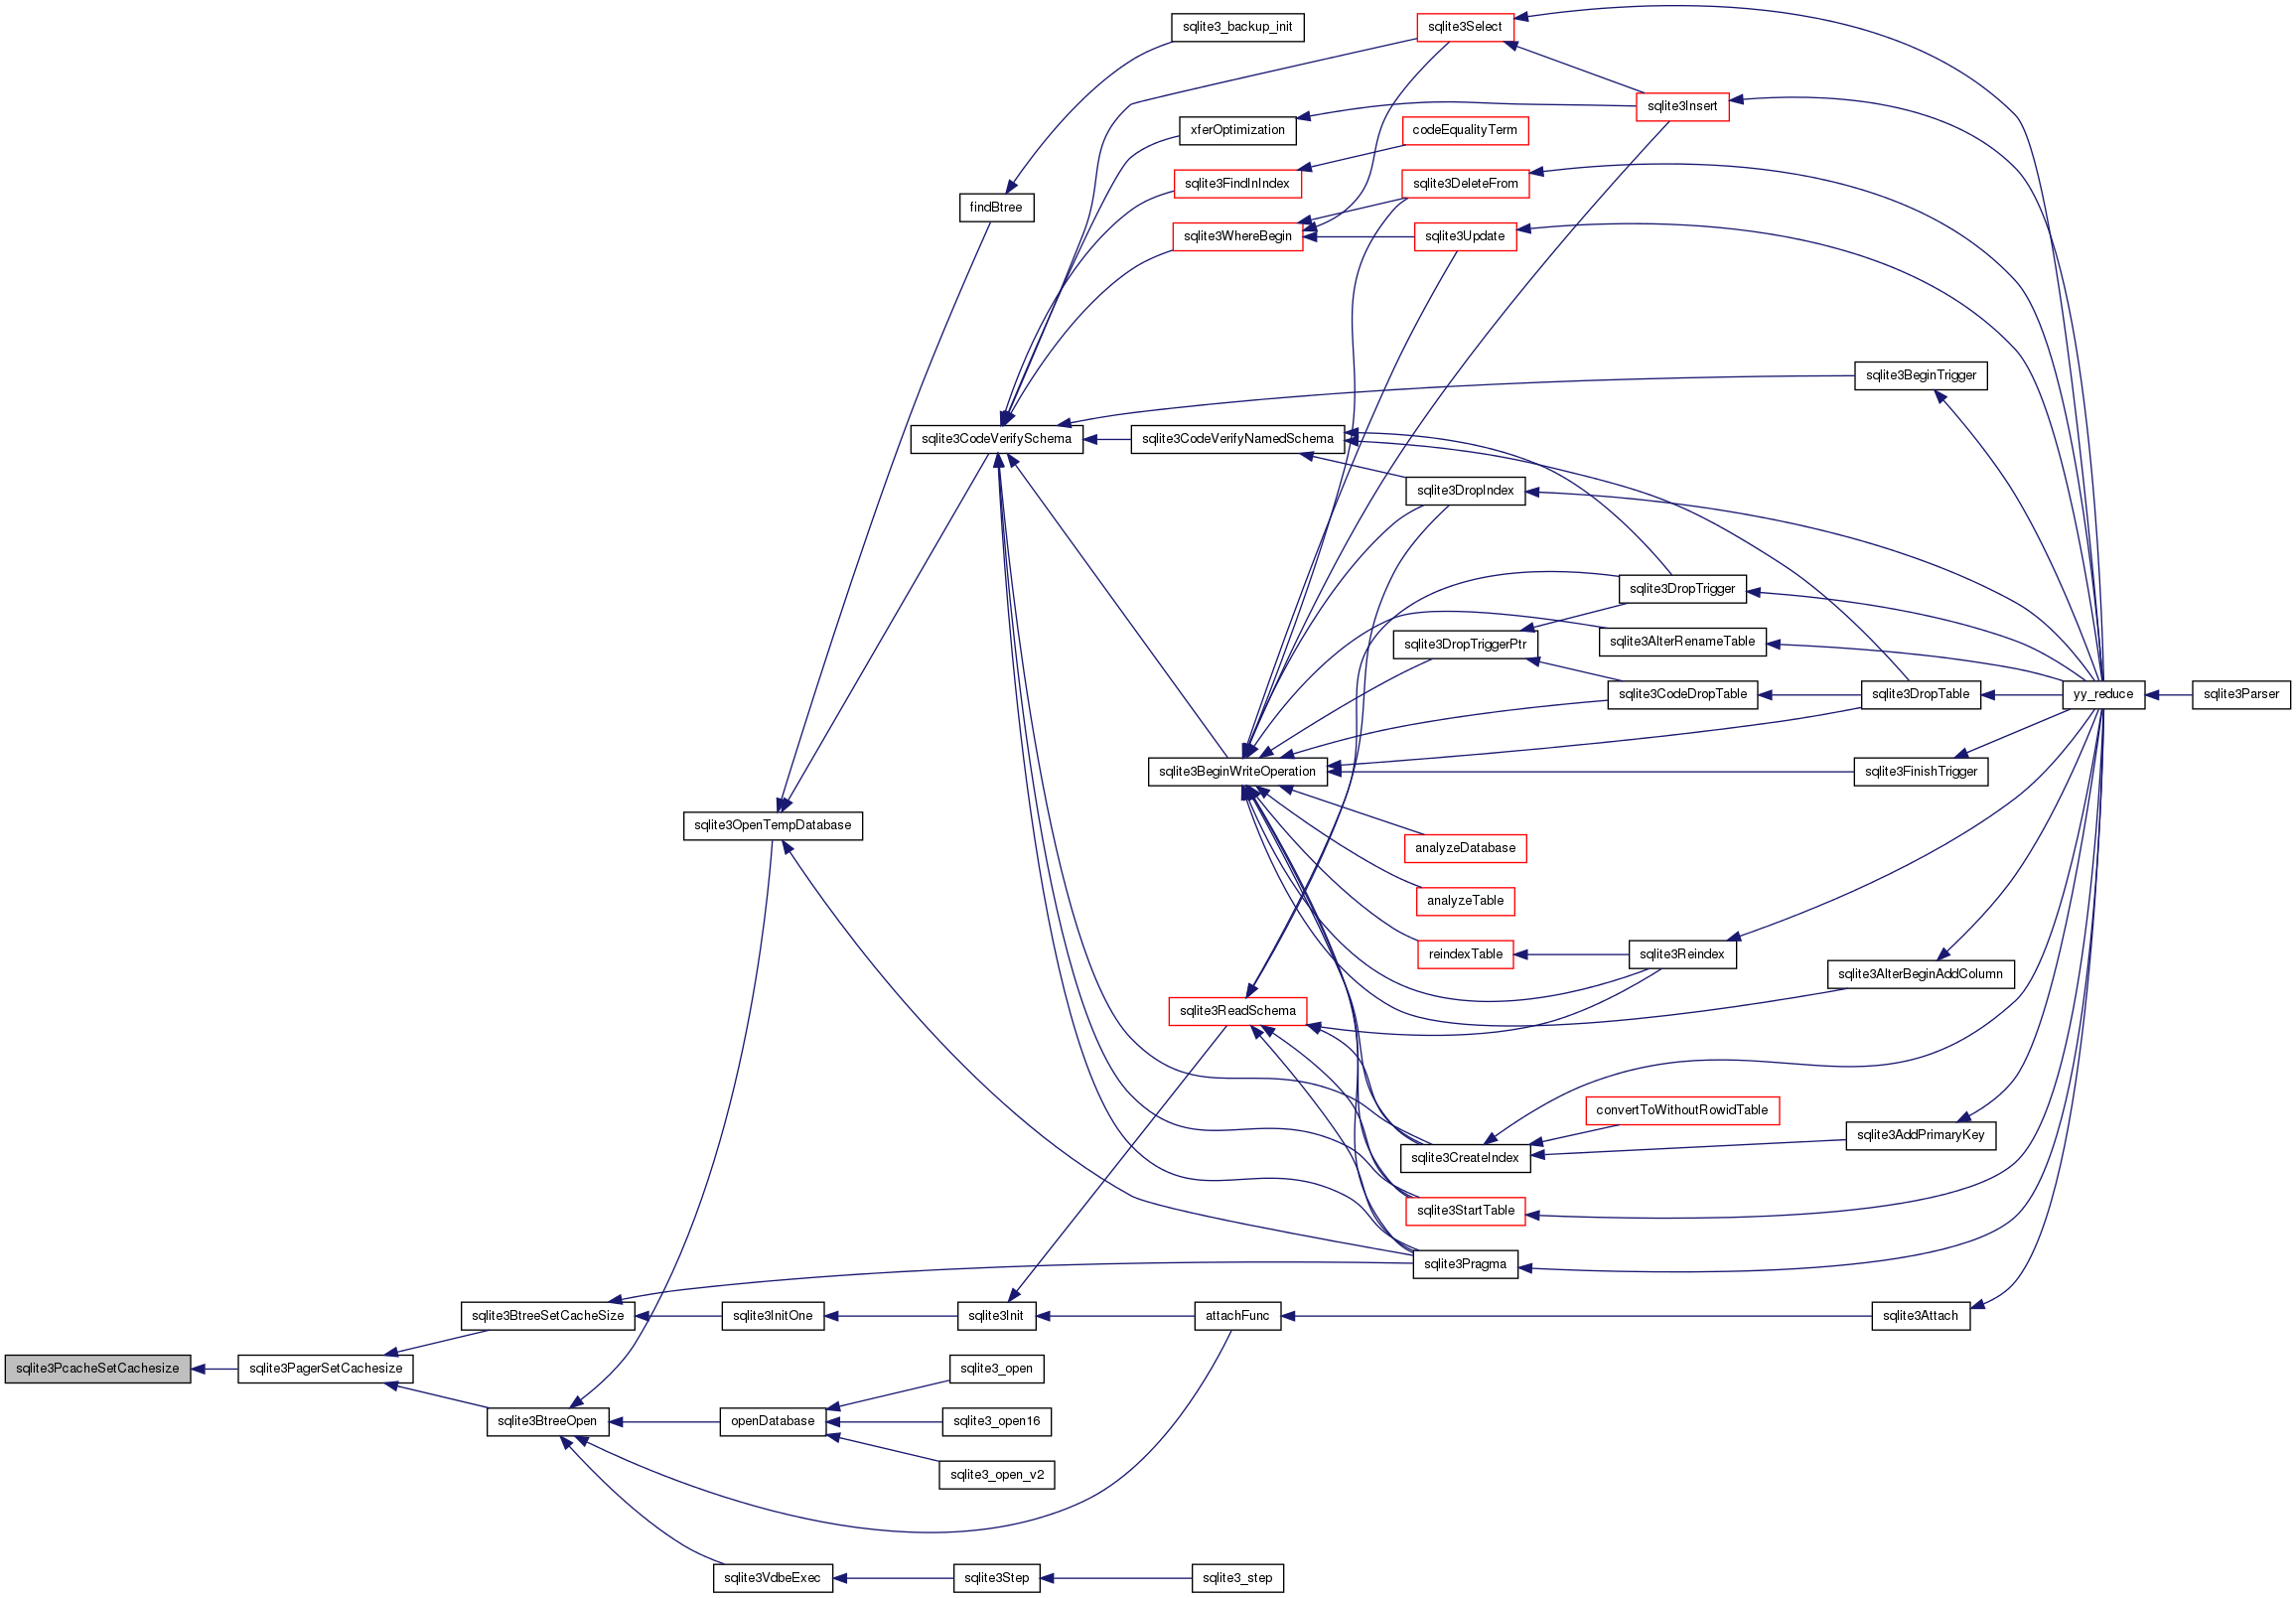 sqlite3_backup_init
sqlite3Select
sqlite3Insert
xferOptimization
codeEqualityTerm
sqlite3FindInIndex
sqlite3DeleteFrom
findBtree
sqlite3WhereBegin
sqlite3Update
sqlite3BeginTrigger
sqlite3CodeVerifySchema
sqlite3CodeVerifyNamedSchema
sqlite3DropIndex
sqlite3DropTrigger
sqlite3DropTriggerPtr
sqlite3AlterRenameTable
sqlite3CodeDropTable
sqlite3DropTable
yy_reduce
sqlite3Parser
sqlite3BeginWriteOperation
sqlite3FinishTrigger
sqlite3OpenTempDatabase
analyzeDatabase
analyzeTable
reindexTable
sqlite3Reindex
sqlite3AlterBeginAddColumn
sqlite3ReadSchema
convertToWithoutRowidTable
sqlite3AddPrimaryKey
sqlite3CreateIndex
sqlite3StartTable
sqlite3Pragma
sqlite3BtreeSetCacheSize
sqlite3InitOne
sqlite3Init
attachFunc
sqlite3Attach
sqlite3PcacheSetCachesize
sqlite3PagerSetCachesize
sqlite3_open
sqlite3BtreeOpen
openDatabase
sqlite3_open16
sqlite3_open_v2
sqlite3VdbeExec
sqlite3Step
sqlite3_step